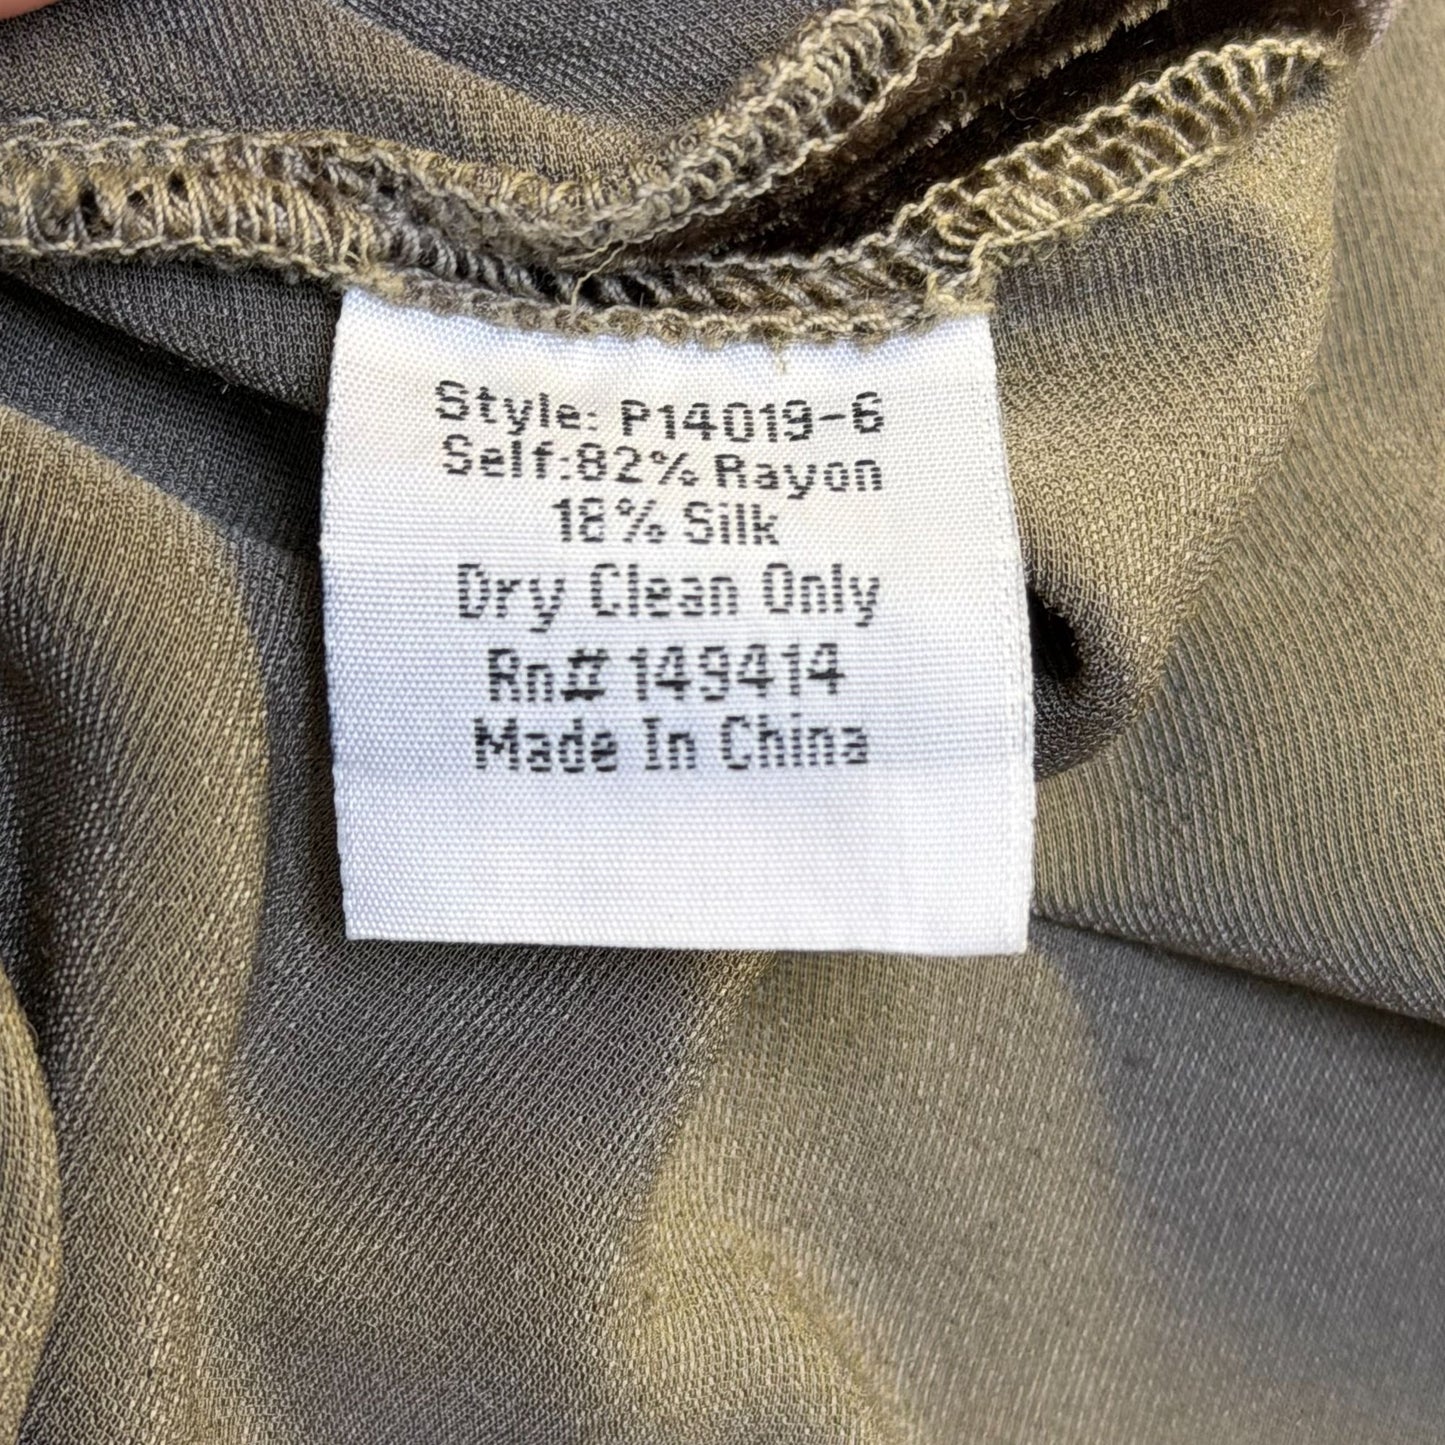 Style: P14019-6
Self:82% Rayon
18% Silk
Dry Clean Only
Rn# 149414
Made In China